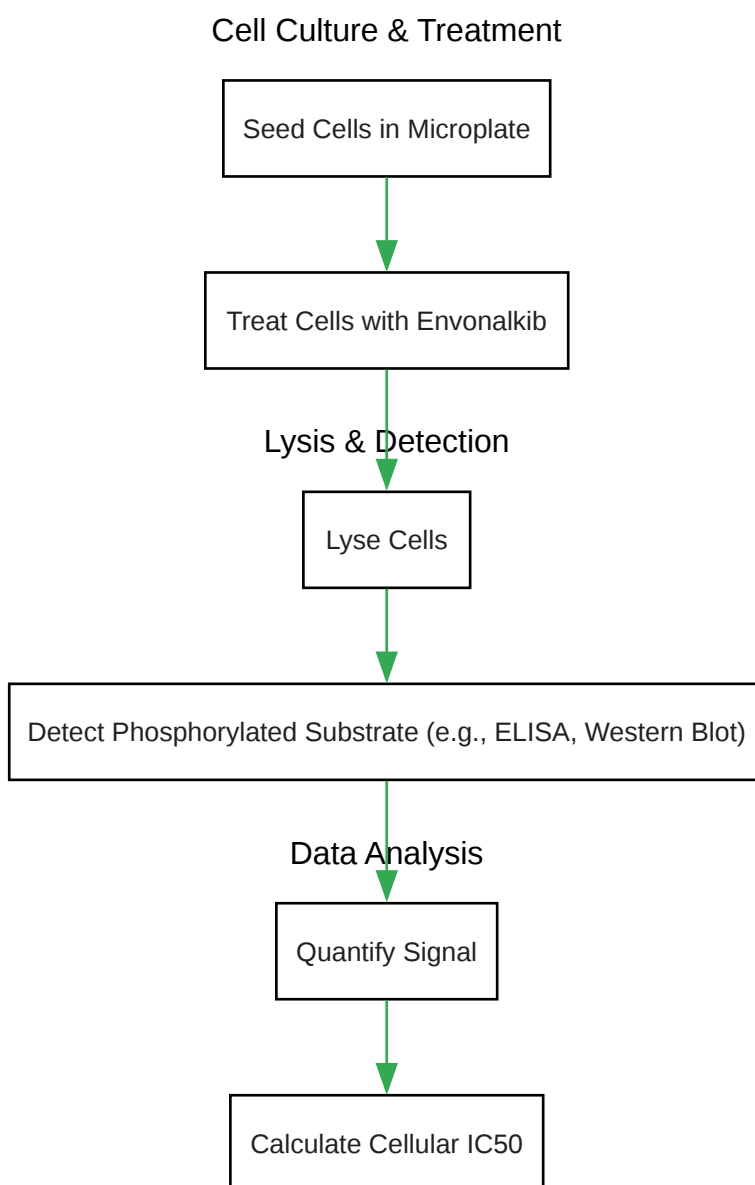 Cell Culture & Treatment
Seed Cells in Microplate
Treat Cells with Envonalkib
Lysis & Detection
Lyse Cells
Detect Phosphorylated Substrate (e.g., ELISA, Western Blot)
Data Analysis
Quantify Signal
Calculate Cellular IC50